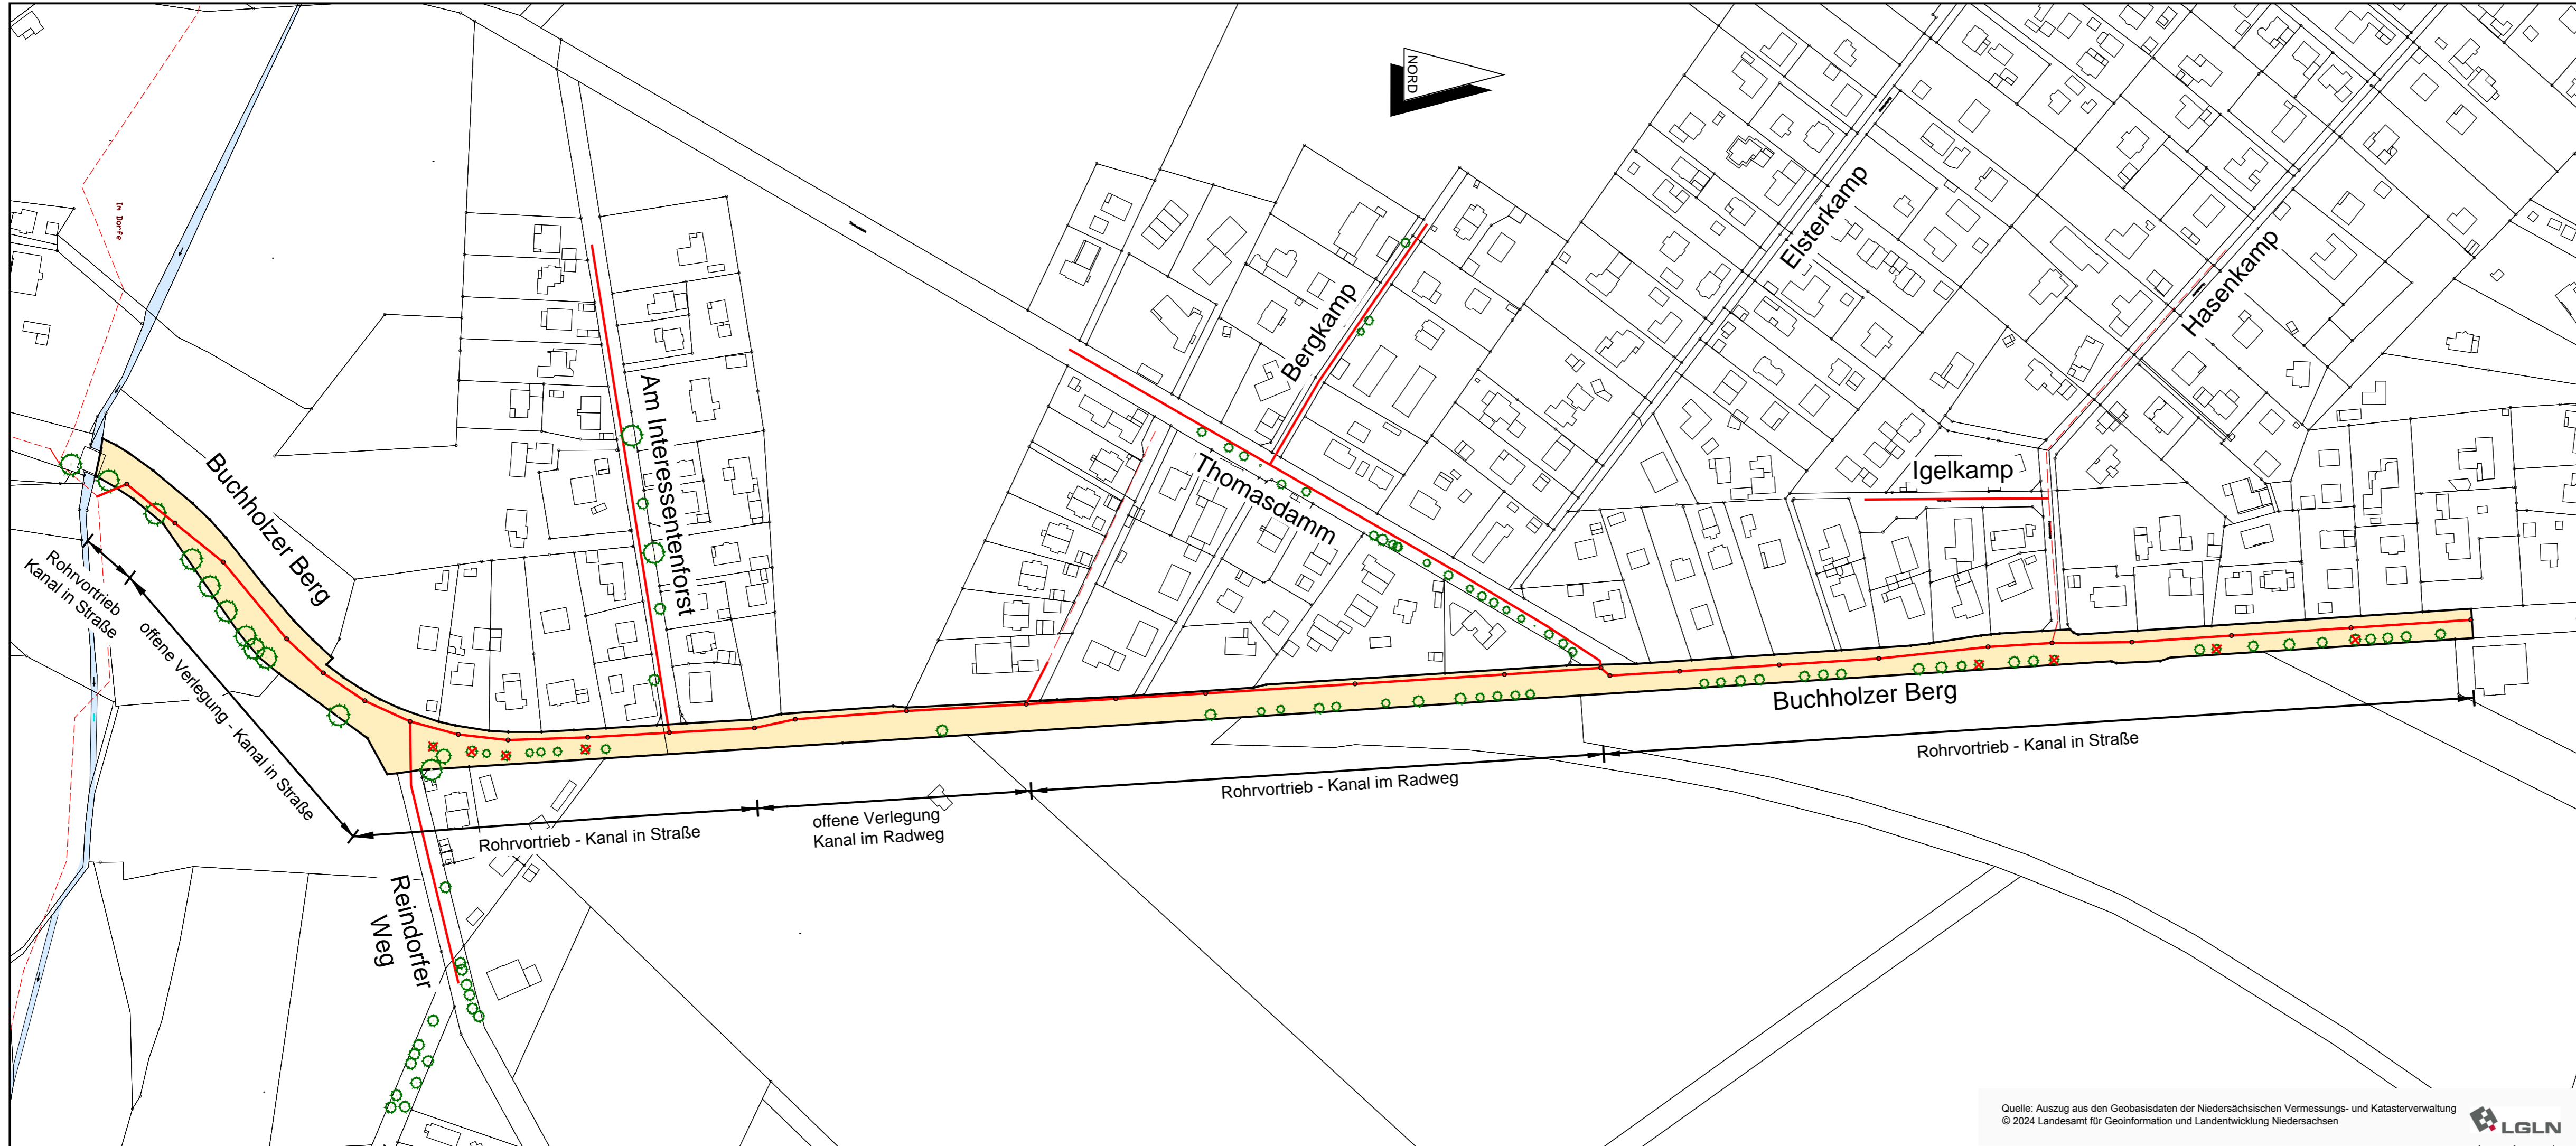 NORD
In Dorfe
Buchholzer Berg
Am Interessentenforst
Bergkamp
Elsterkamp
Hasenkamp
Thomasdamm
Igelkamp
Rohrvortrieb
Kanal in Straße
offene Verlegung - Kanal in Straße
Buchholzer Berg
Rohrvortrieb - Kanal in Straße
Rohrvortrieb - Kanal im Radweg
offene Verlegung
Kanal im Radweg
Rohrvortrieb - Kanal in Straße
Reindorfer
Weg
Quelle: Auszug aus den Geobasisdaten der Niedersächsischen Vermessungs- und Katasterverwaltung
© 2024 Landesamt für Geoinformation und Landentwicklung Niedersachsen
LGLN